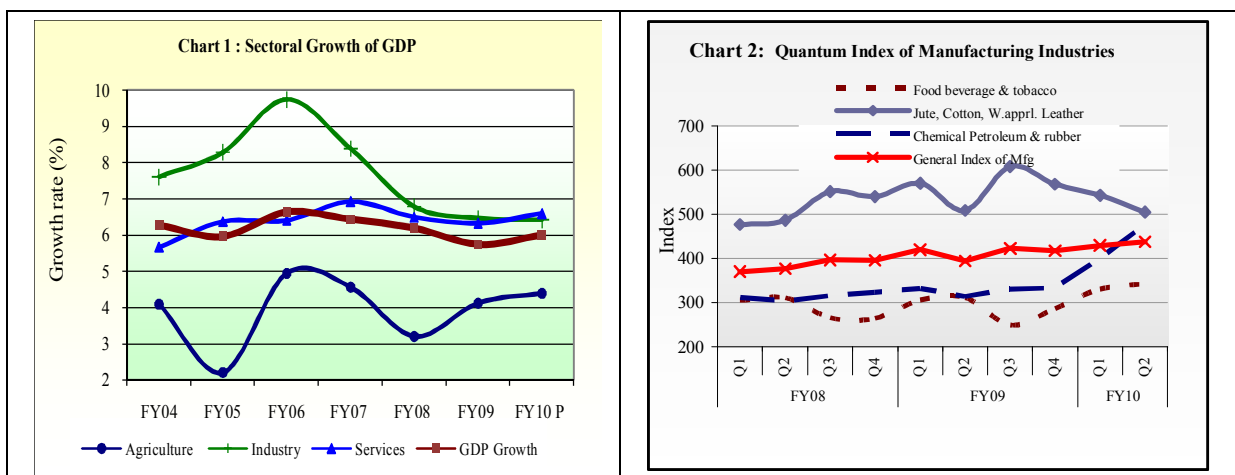 Chart 1 : Sectoral Growth of GDP
Growth rate (%)
10
9
8
7
6
5
4
3
2
FY04 FY05 FY06 FY07 FY08 FY09 FY10 P
Agriculture Industry Services GDP Growth
Chart 2: Quantum Index of Manufacturing Industries
Food beverage & tobacco
Jute, Cotton, W.apprl. Leather
Chemical Petroleum & rubber
General Index of Mfg
Index
700
600
500
400
300
200
Q1 Q2 Q3 Q4 Q1 Q2 Q3 Q4 Q1 Q2
FY08 FY09 FY10